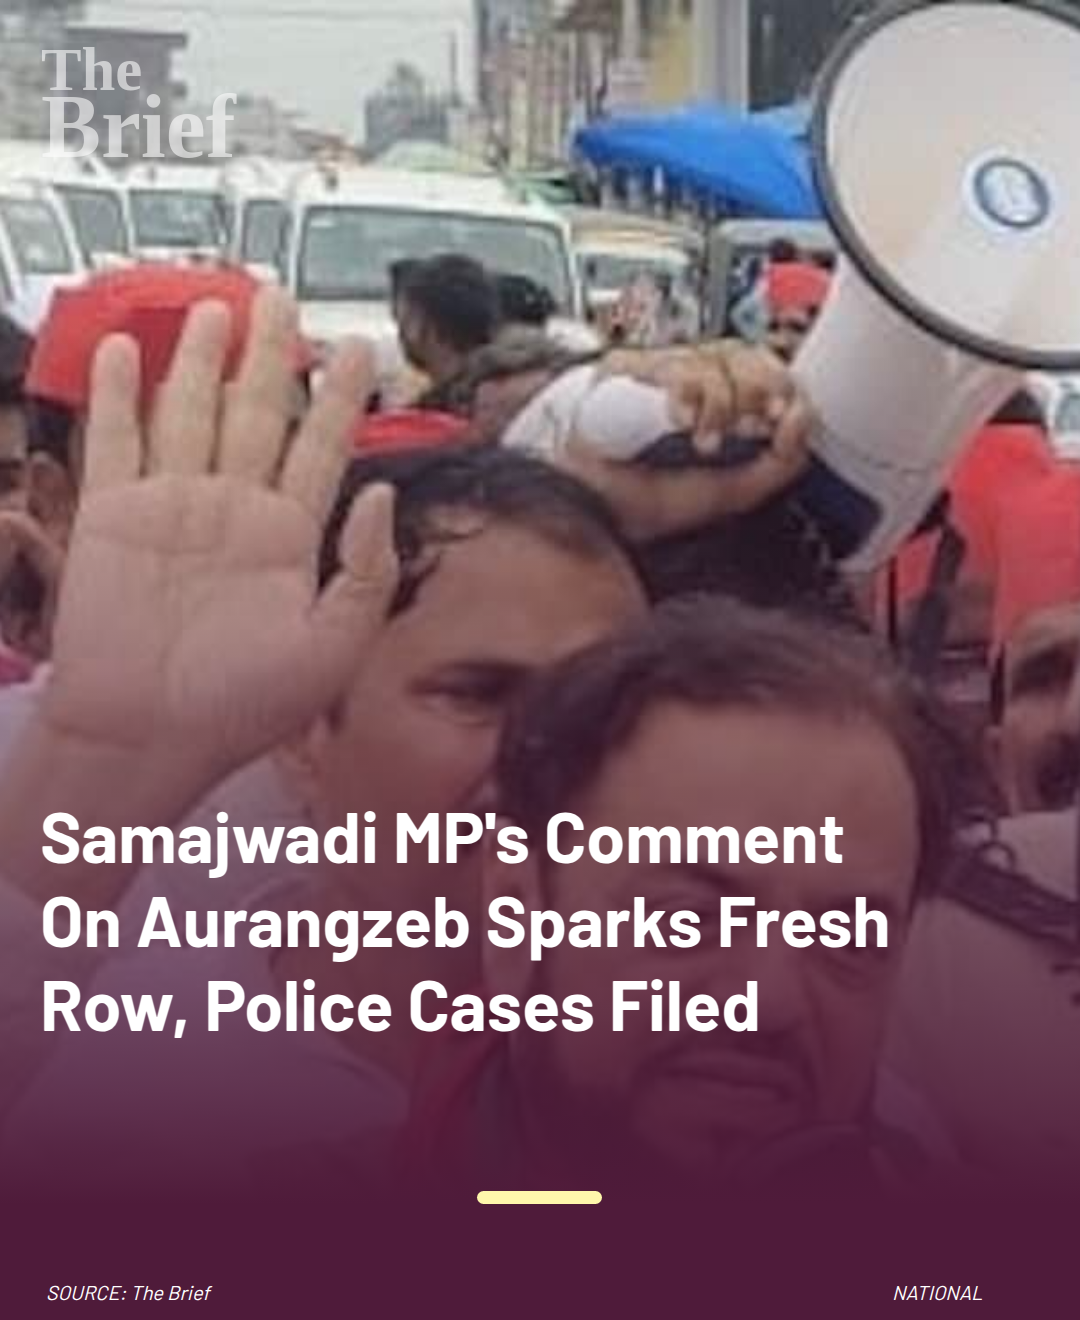 The
Brief
Samajwadi MP's Comment
On Aurangzeb Sparks Fresh
Row, Police Cases Filed
SOURCE: The Brief
NATIONAL